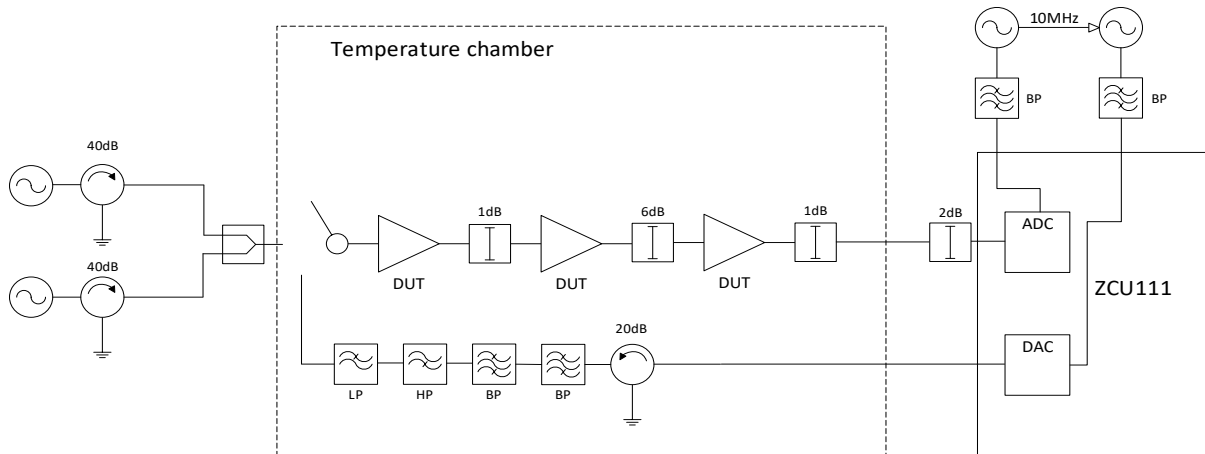 10MHz
Temperature chamber
BP
BP
40dB
1dB
6dB
1dB
2dB
ADC
DUT
DUT
DUT
40dB
ZCU111
20dB
DAC
LP
HP
BP
BP